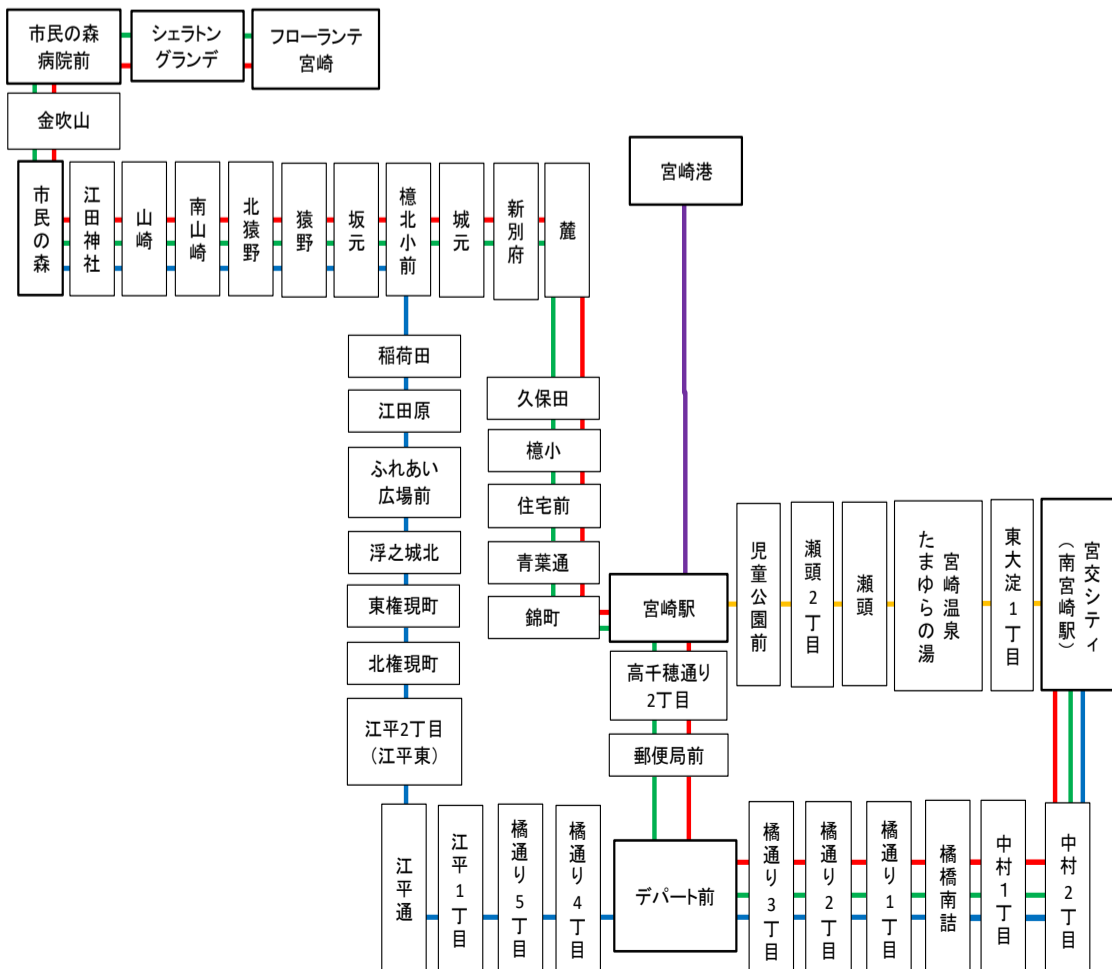 市民の森
病院前
シェラトン
グランデ
フローランテ
宮崎
金吹山
市民の森
江田神社
山崎
南山崎
北猿野
猿野
坂元
檍北小前
城元
新別府
麓
宮崎港
稲荷田
江田原
ふれあい
広場前
浮之城北
東権現町
北権現町
江平2丁目
（江平東）
久保田
檍小
住宅前
青葉通
錦町
宮崎駅
児童公園前
瀬頭2丁目
瀬頭
宮崎温泉
たまゆらの湯
東大淀1丁目
宮交シティ
（南宮崎駅）
高千穂通り
2丁目
郵便局前
江平通
江平1丁目
橘通り5丁目
橘通り4丁目
デパート前
橘通り3丁目
橘通り2丁目
橘通り1丁目
橘橋南詰
中村1丁目
中村2丁目